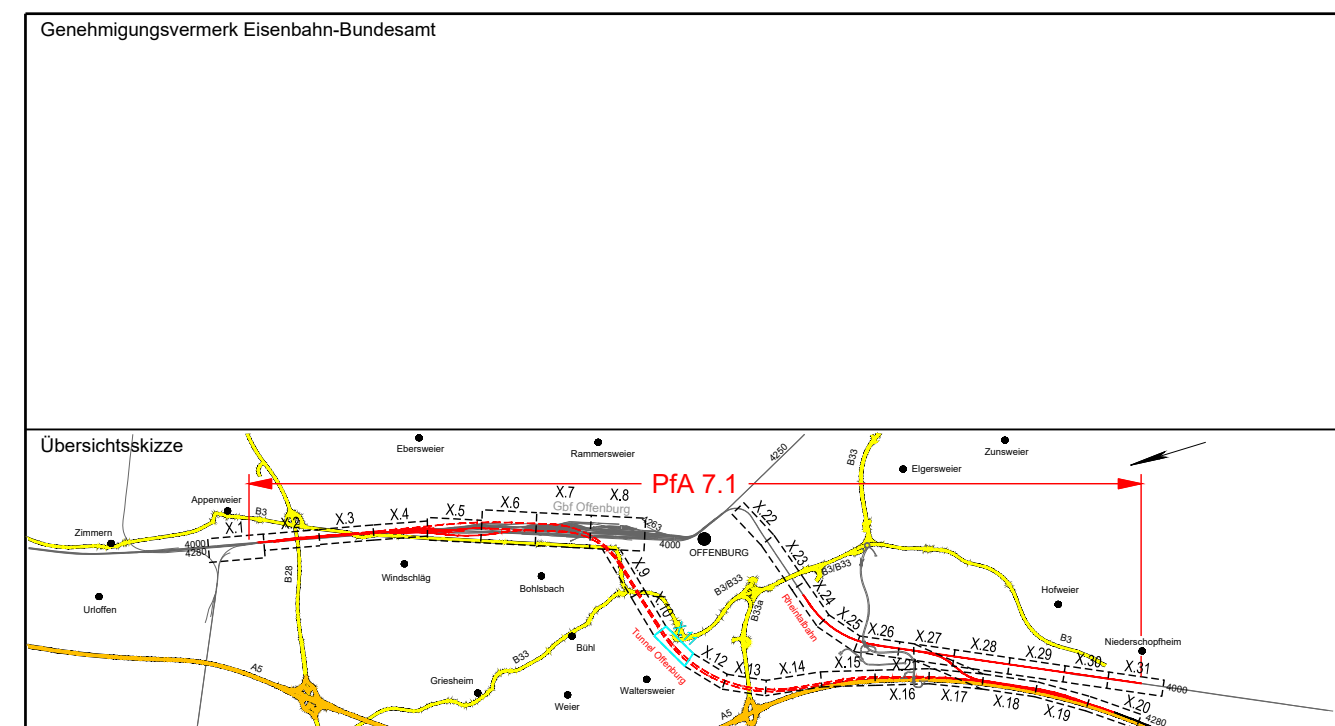 Genehmigungsvermerk Eisenbahn-Bundesamt
Übersichtsskizze
Ebersweier
Rammersweier
4250
B33
Zunsweier
Elgersweier
PfA 7.1
Appenweier
B3
Zimmern
X.1
X.2
X.3
X.4
X.5
X.6
X.7
X.8
Gbf Offenburg
4263
X.22
4000
4280
4000
OFFENBURG
X.23
B3/B33
B28
Windschläg
Bohlsbach
X.9
B3/B33
X.24
Hofweier
Urloffen
X.10
B33a
Rheintalbahn
X.25
X.26
X.27
X.28
X.29
X.30
X.31
B3
Niederschopfheim
Bühl
Tunnel Offenburg
X.12
X.13
X.14
X.15
X.21
4000
A5
Griesheim
B33
Waltersweier
Weier
X.16
X.17
X.18
X.19
X.20
A5
4280